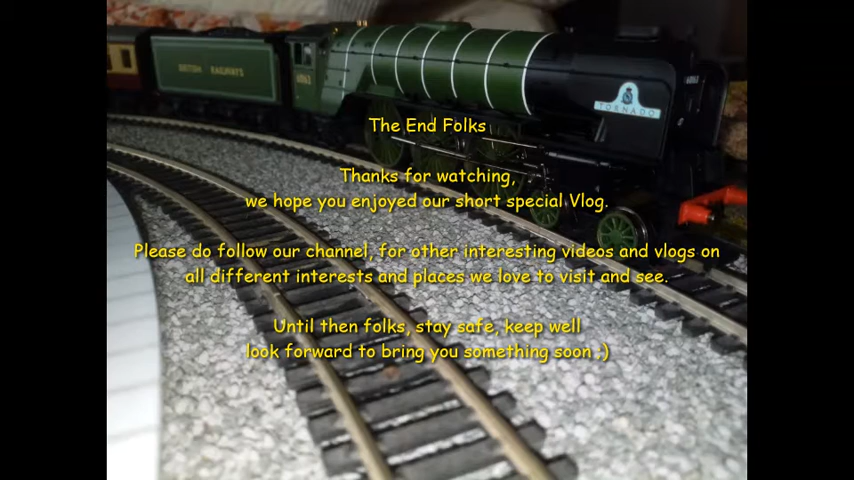 BRITISH RAILWAYS
60163
TORNADO
The End Folks
Thanks for watching,
we hope you enjoyed our short special Vlog.
Please do follow our channel, for other interesting videos and vlogs on
all different interests and places we love to visit and see.
Until then folks, stay safe, keep well
look forward to bring you something soon ;)